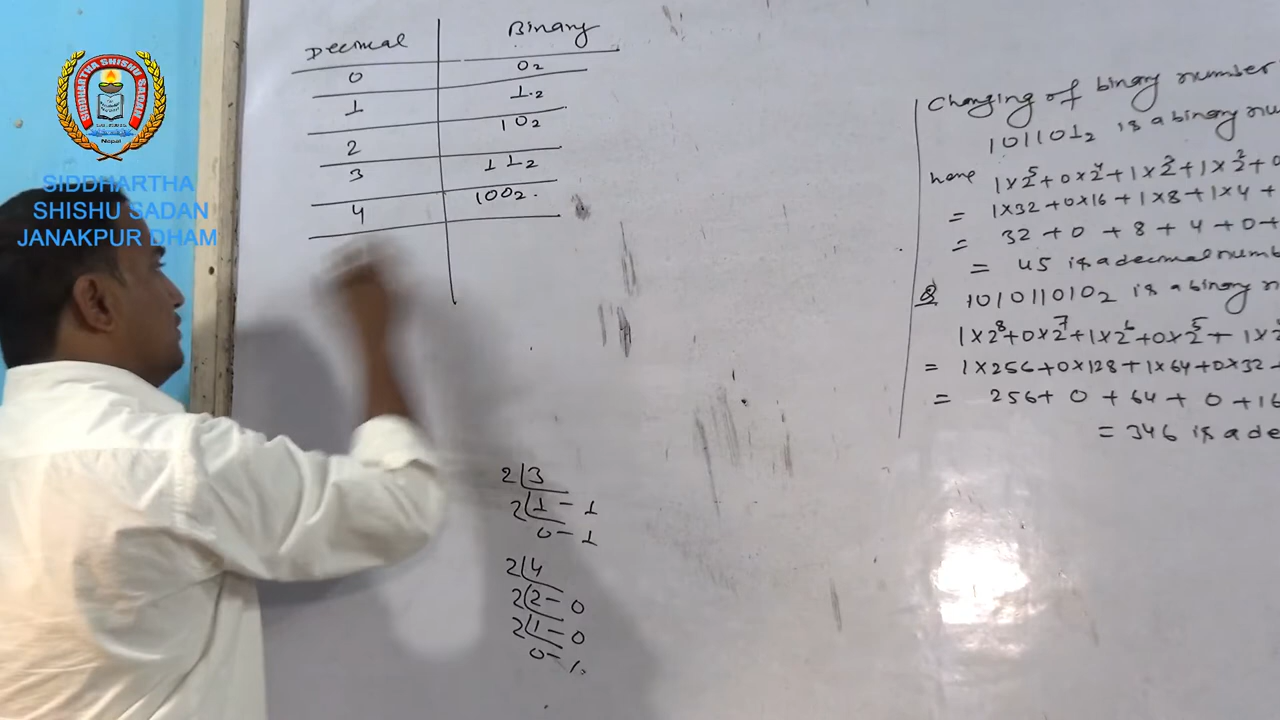 SIDDHARTHA SHISHU SADAN
Nepal
SIDDHARTHA
SHISHU SADAN
JANAKPUR DHAM
Decimal Binary
0 0₂
1 1₂
2 10₂
3 11₂
4 100₂.
2 3
2 1 - 1
0 - 1
2 4
2 2 - 0
2 1 - 0
0 - 1.
Changing of binary number
101101₂ is a binary nu
1×2⁵+0×2⁴+1×2³+1×2²+0
= 1×32+0×16+1×8+1×4+
= 32+0+8+4+0+
= 45 is a decimal numb
Q 101011010₂ is a binary n
1×2⁸+0×2⁷+1×2⁶+0×2⁵+1×2
= 1×256+0×128+1×64+0×32+
= 256+0+64+0+16
= 346 is a de